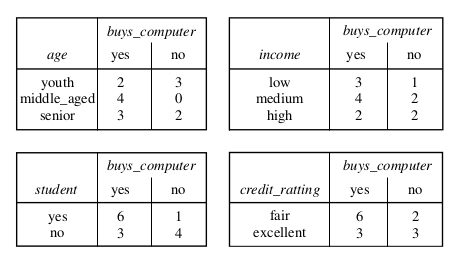 buys_computer
age yes no
youth 2 3
middle_aged 4 0
senior 3 2
buys_computer
income yes no
low 3 1
medium 4 2
high 2 2
buys_computer
student yes no
yes 6 1
no 3 4
buys_computer
credit_ratting yes no
fair 6 2
excellent 3 3